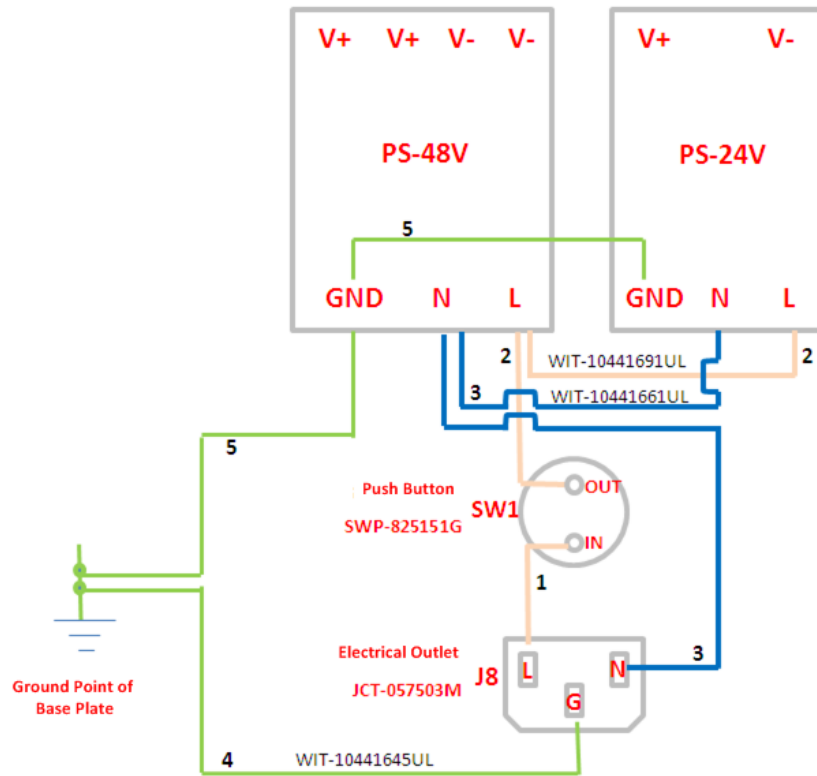 V+ V+ V- V-
V+ V-
PS-48V
PS-24V
5
GND N L
GND N L
2
WIT-10441691UL
2
3
WIT-10441661UL
5
Push Button
SWP-825151G
SW1
OUT
IN
1
Electrical Outlet
JCT-057503M
J8
L
N
G
3
Ground Point of
Base Plate
4
WIT-10441645UL